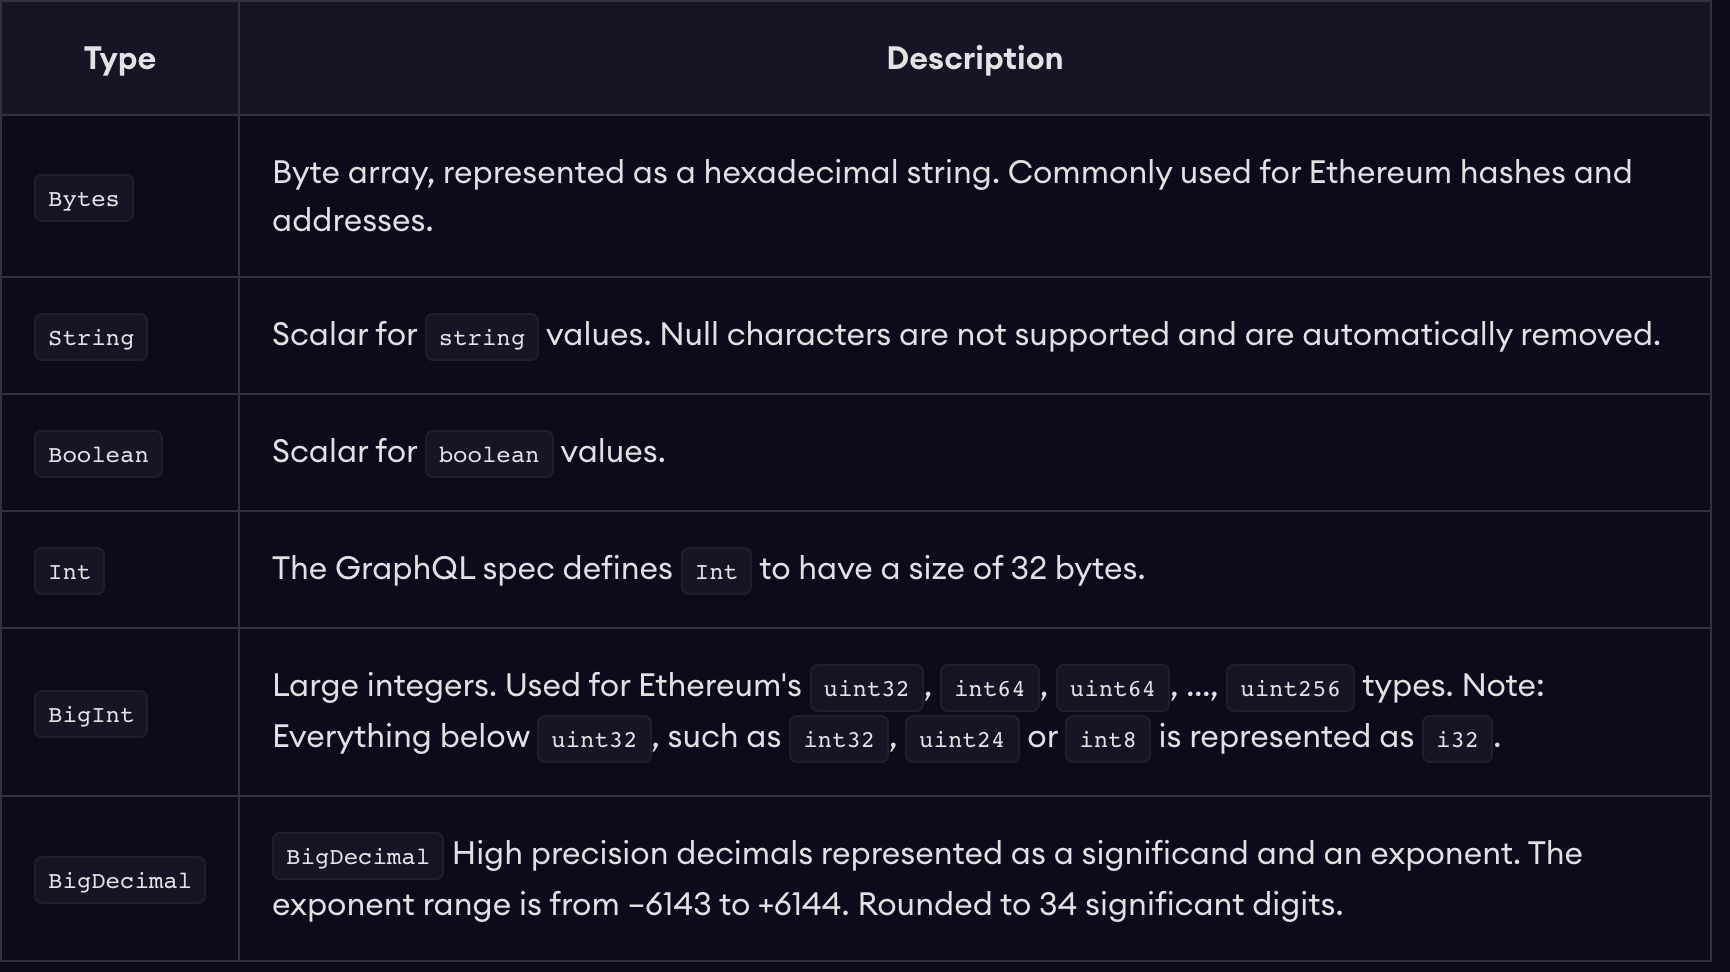 Type
Description
Bytes
Byte array, represented as a hexadecimal string. Commonly used for Ethereum hashes and
addresses.
String
Scalar for string values. Null characters are not supported and are automatically removed.
Boolean
Scalar for boolean values.
Int
The GraphQL spec defines Int to have a size of 32 bytes.
BigInt
Large integers. Used for Ethereum's uint32, int64, uint64, ..., uint256 types. Note:
Everything below uint32, such as int32, uint24 or int8 is represented as i32.
BigDecimal
BigDecimal High precision decimals represented as a significand and an exponent. The
exponent range is from −6143 to +6144. Rounded to 34 significant digits.